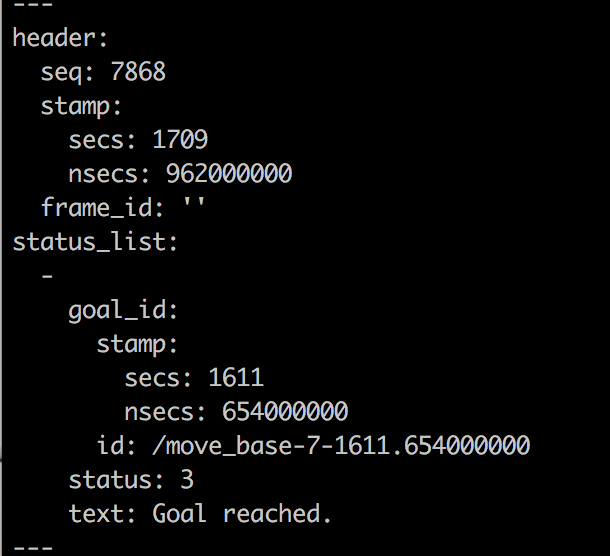 ---
header:
  seq: 7868
  stamp:
    secs: 1709
    nsecs: 962000000
  frame_id: ''
status_list:
  -
    goal_id:
      stamp:
        secs: 1611
        nsecs: 654000000
      id: /move_base-7-1611.654000000
    status: 3
    text: Goal reached.
---